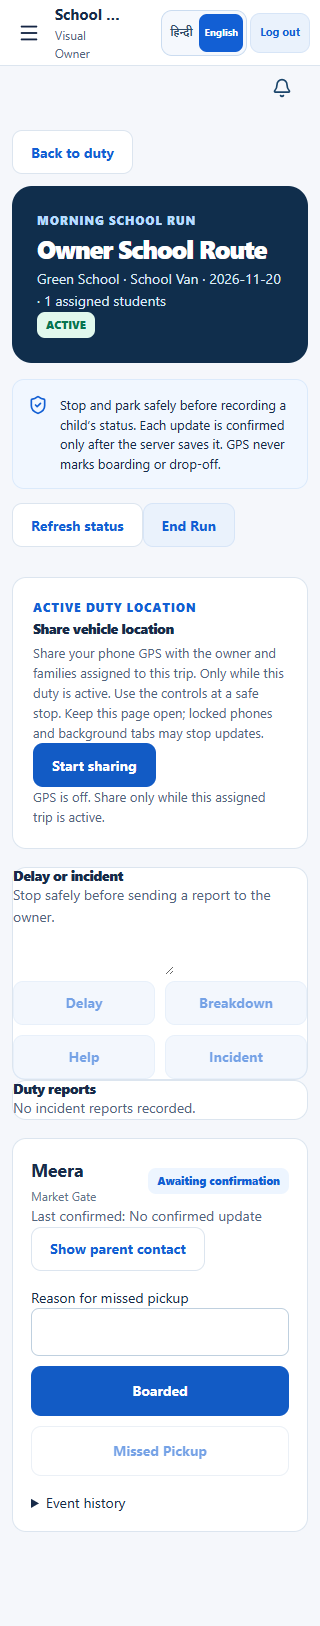 School ...
Visual
Owner
हिन्दी
English
Log out
Back to duty
MORNING SCHOOL RUN
Owner School Route
Green School · School Van · 2026-11-20
· 1 assigned students
ACTIVE
Stop and park safely before recording a
child's status. Each update is confirmed
only after the server saves it. GPS never
marks boarding or drop-off.
Refresh status
End Run
ACTIVE DUTY LOCATION
Share vehicle location
Share your phone GPS with the owner and
families assigned to this trip. Only while this
duty is active. Use the controls at a safe
stop. Keep this page open; locked phones
and background tabs may stop updates.
Start sharing
GPS is off. Share only while this assigned
trip is active.
Delay or incident
Stop safely before sending a report to the
owner.
Delay
Breakdown
Help
Incident
Duty reports
No incident reports recorded.
Meera
Market Gate
Awaiting confirmation
Last confirmed: No confirmed update
Show parent contact
Reason for missed pickup
Boarded
Missed Pickup
Event history